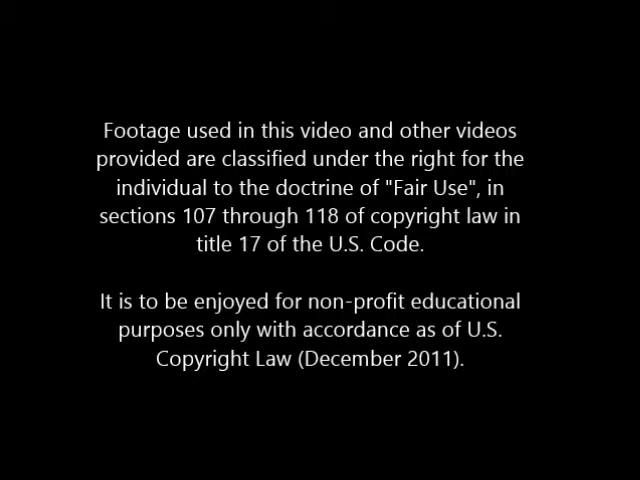 Footage used in this video and other videos
provided are classified under the right for the
individual to the doctrine of "Fair Use", in
sections 107 through 118 of copyright law in
title 17 of the U.S. Code.
It is to be enjoyed for non-profit educational
purposes only with accordance as of U.S.
Copyright Law (December 2011).